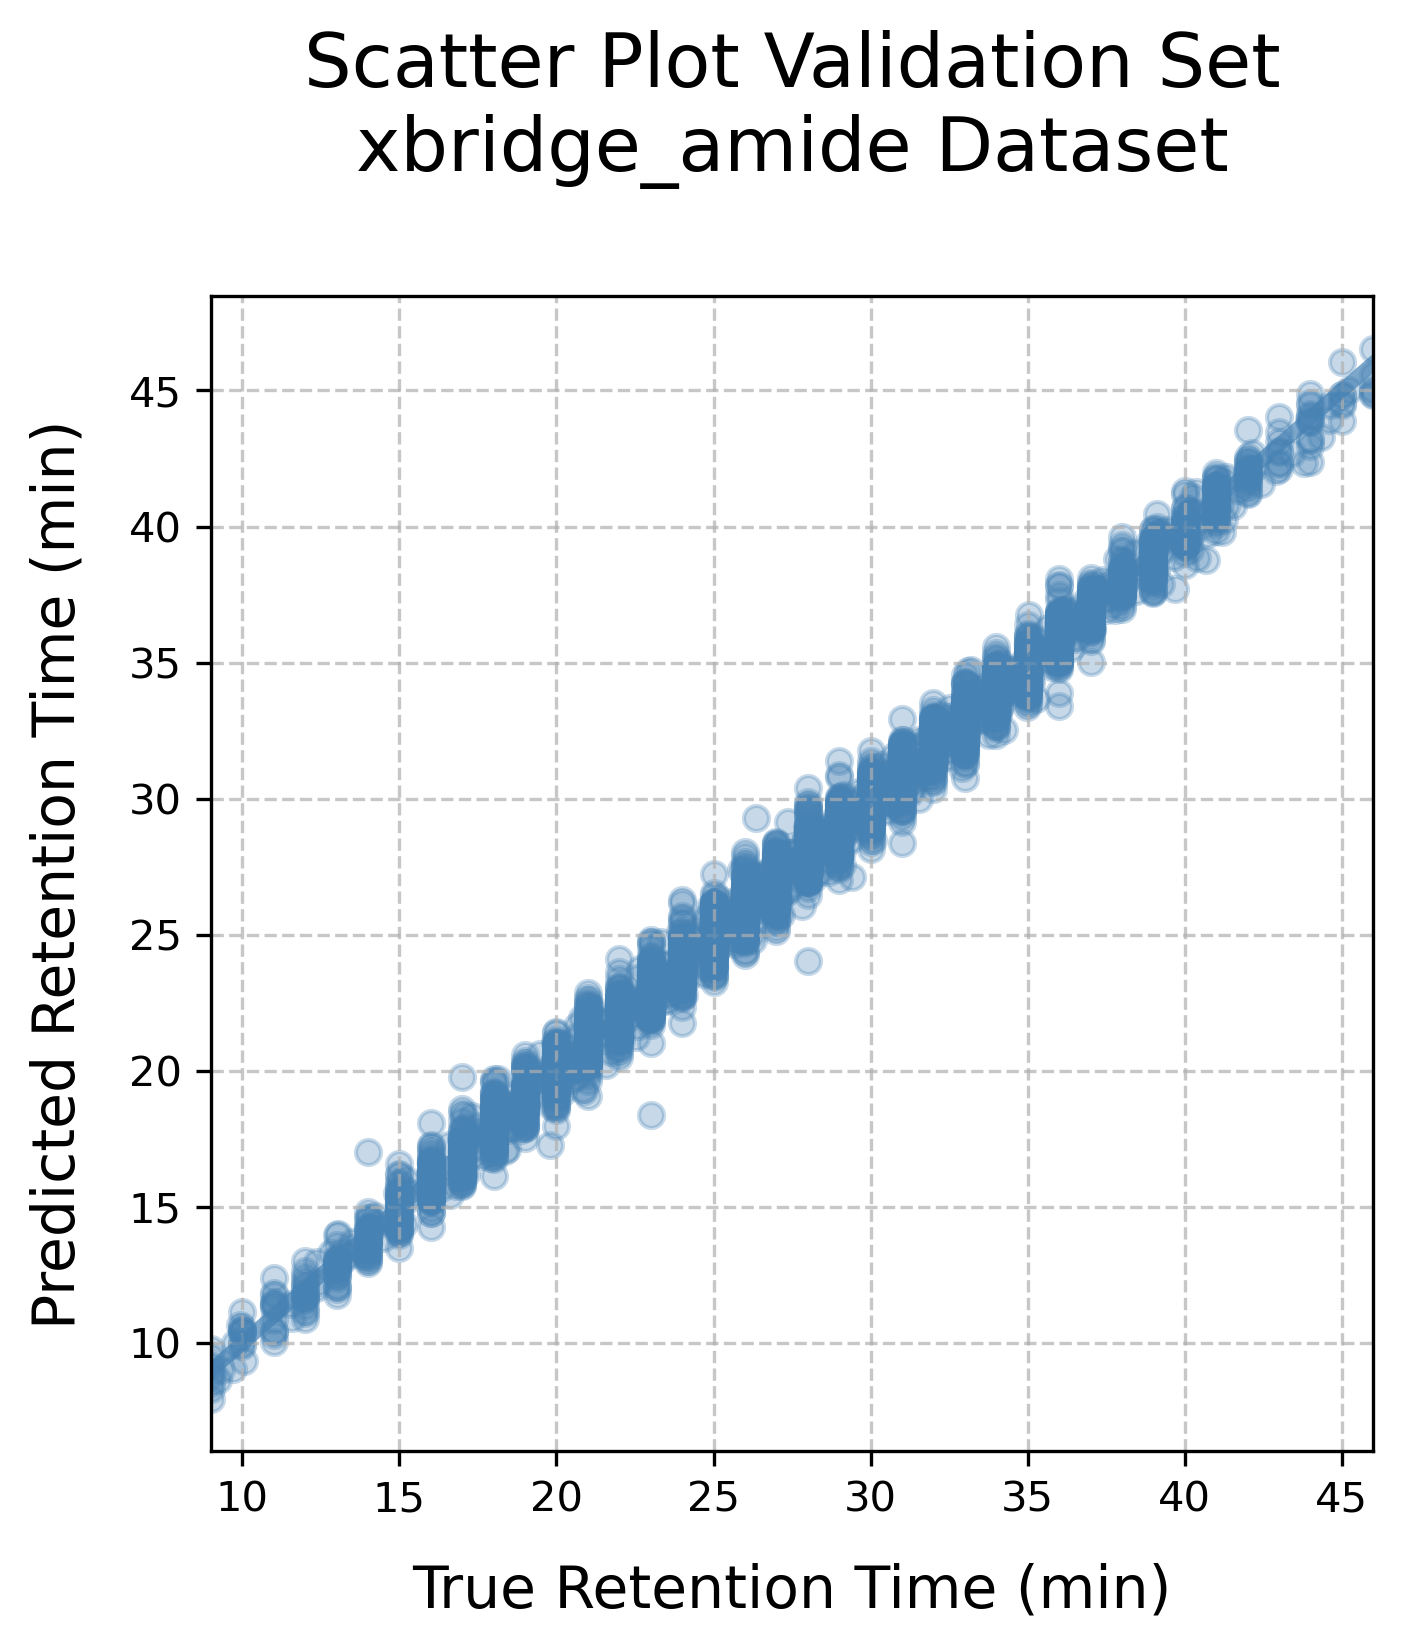 Scatter Plot Validation Set
xbridge_amide Dataset
Predicted Retention Time (min)
45
40
35
30
25
20
15
10
10 15 20 25 30 35 40 45
True Retention Time (min)